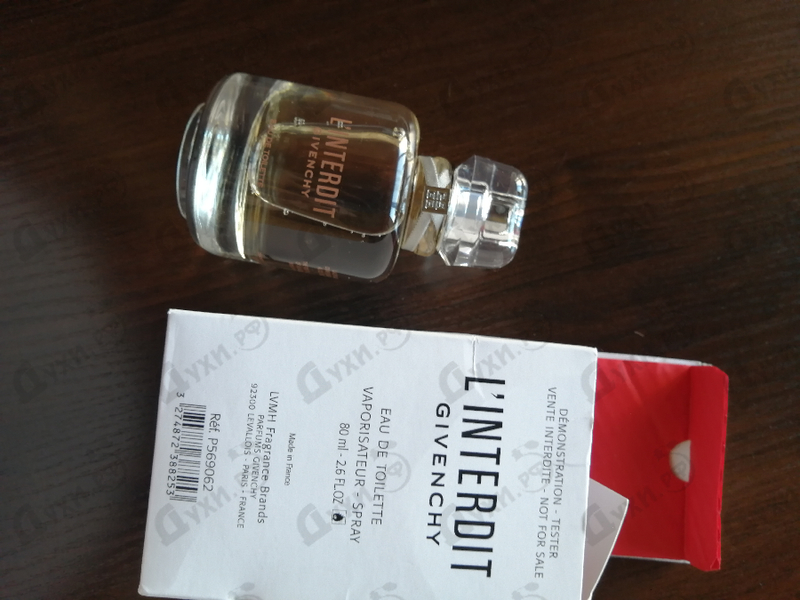 L'INTERDIT
GIVENCHY
DÉMONSTRATION - TESTER
VENTE INTERDITE - NOT FOR SALE
L'INTERDIT
GIVENCHY
EAU DE TOILETTE
VAPORISATEUR - SPRAY
80 ml - 2.6 FL.OZ
Made in France
LVMH Fragrance Brands
PARFUMS GIVENCHY
92300 LEVALLOIS - PARIS - FRANCE
Réf. P569062
3 274872 388253
Духи.рф